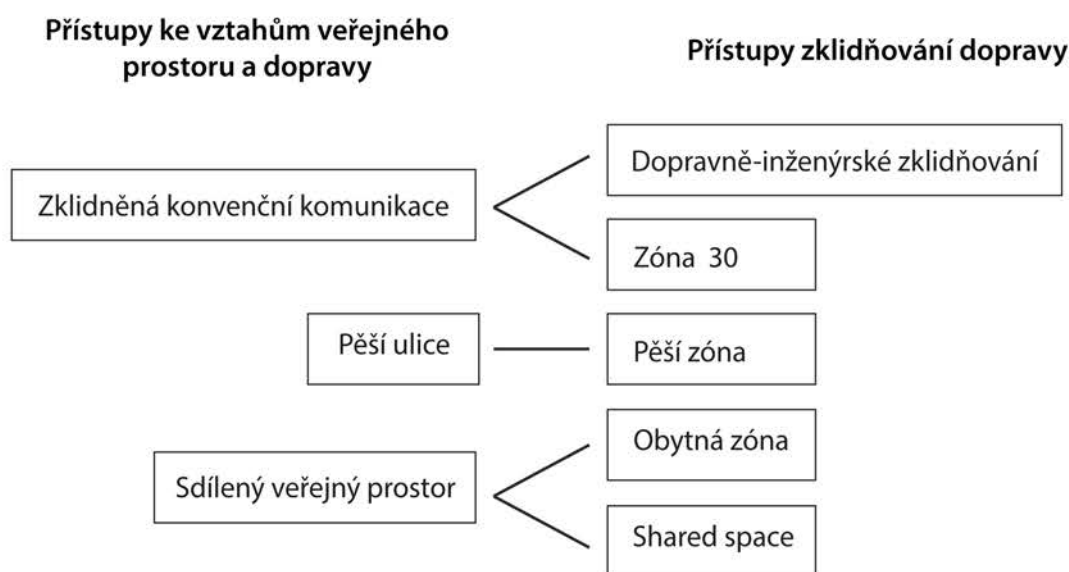 Přístupy ke vztahům veřejného
prostoru a dopravy
Přístupy zklidňování dopravy
Zklidněná konvenční komunikace
Dopravně-inženýrské zklidňování
Zóna 30
Pěší ulice
Pěší zóna
Sdílený veřejný prostor
Obytná zóna
Shared space